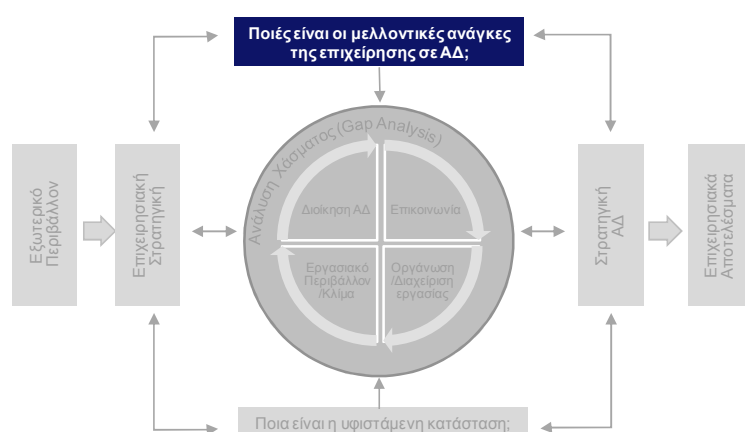 Ποιές είναι οι μελλοντικές ανάγκες
της επιχείρησης σε ΑΔ;
Ανάλυση Χάσματος (Gap Analysis)
Εξωτερικό
Περιβάλλον
Επιχειρησιακή
Στρατηγική
Διοίκηση ΑΔ
Επικοινωνία
Εργασιακό
Περιβάλλον
/Κλίμα
Οργάνωση
/Διαχείριση
εργασίας
Στρατηγική
ΑΔ
Επιχειρησιακά
Αποτελέσματα
Ποια είναι η υφιστάμενη κατάσταση;